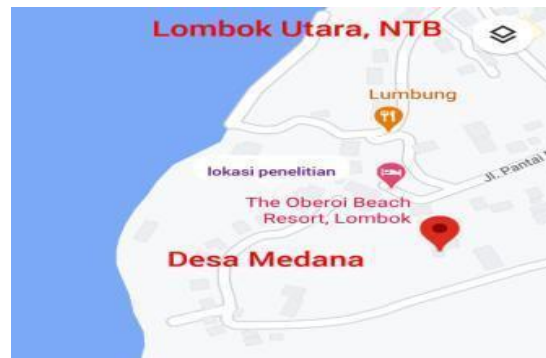 Lombok Utara, NTB
Lumbung
lokasi penelitian
Jl. Pantai
The Oberoi Beach
Resort, Lombok
Desa Medana